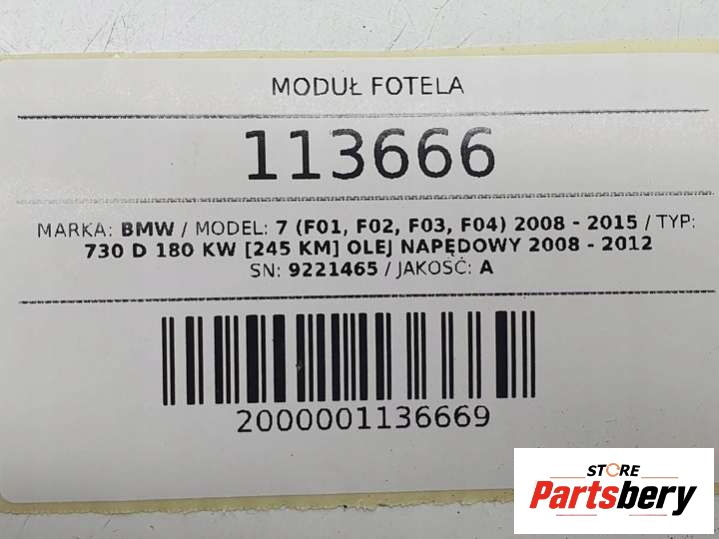 MODUŁ FOTELA
113666
MARKA: BMW / MODEL: 7 (F01, F02, F03, F04) 2008 - 2015 / TYP:
730 D 180 KW [245 KM] OLEJ NAPĘDOWY 2008 - 2012
SN: 9221465 / JAKOŚĆ: A
2000001136669
STORE
Partsbery